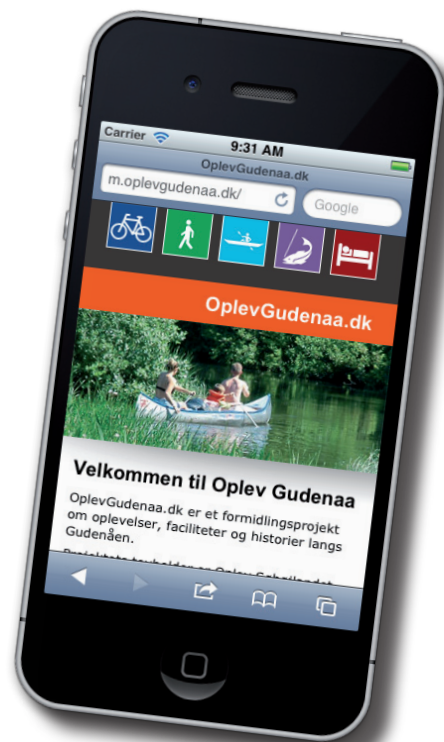 Carrier 9:31 AM
OplevGudenaa.dk
m.oplevgudenaa.dk/ Google
OplevGudenaa.dk
Velkommen til Oplev Gudenaa
OplevGudenaa.dk er et formidlingsprojekt
om oplevelser, faciliteter og historier langs
Gudenåen.